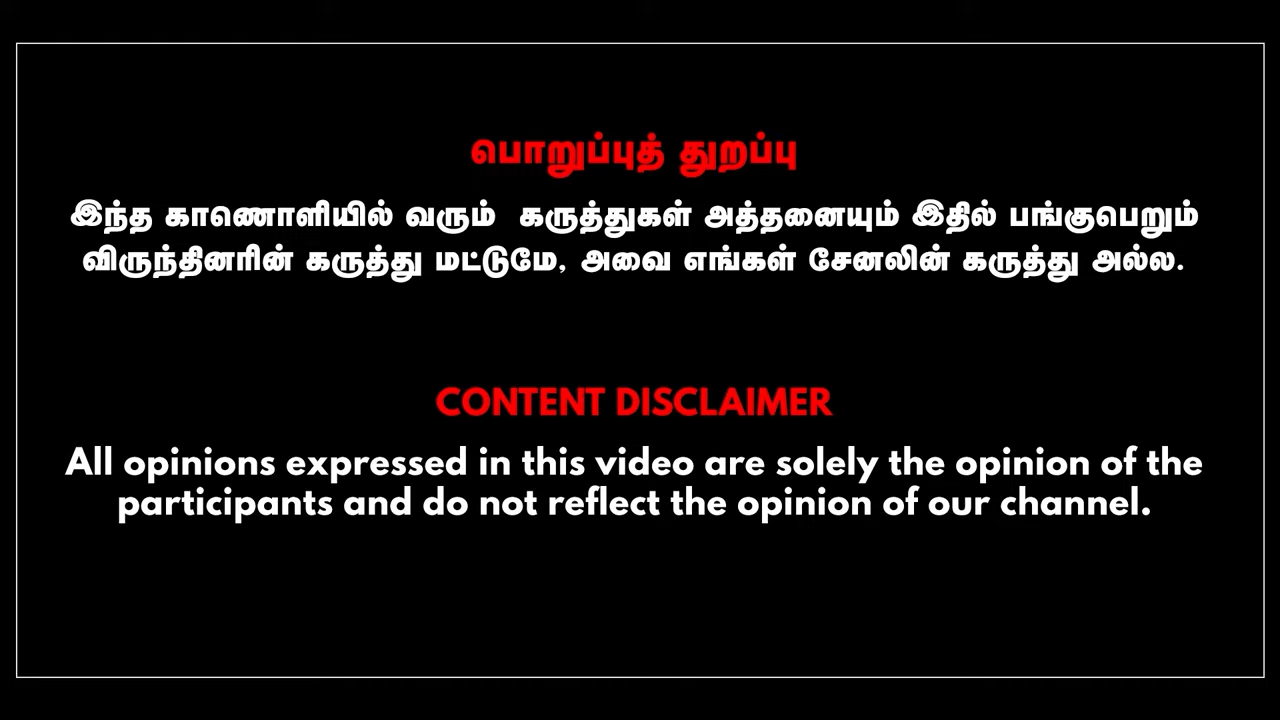 பொறுப்புத் துறப்பு
இந்த காணொளியில் வரும்  கருத்துகள் அத்தனையும் இதில் பங்குபெறும்
விருந்தினரின் கருத்து மட்டுமே, அவை எங்கள் சேனலின் கருத்து அல்ல.
CONTENT DISCLAIMER
All opinions expressed in this video are solely the opinion of the
participants and do not reflect the opinion of our channel.